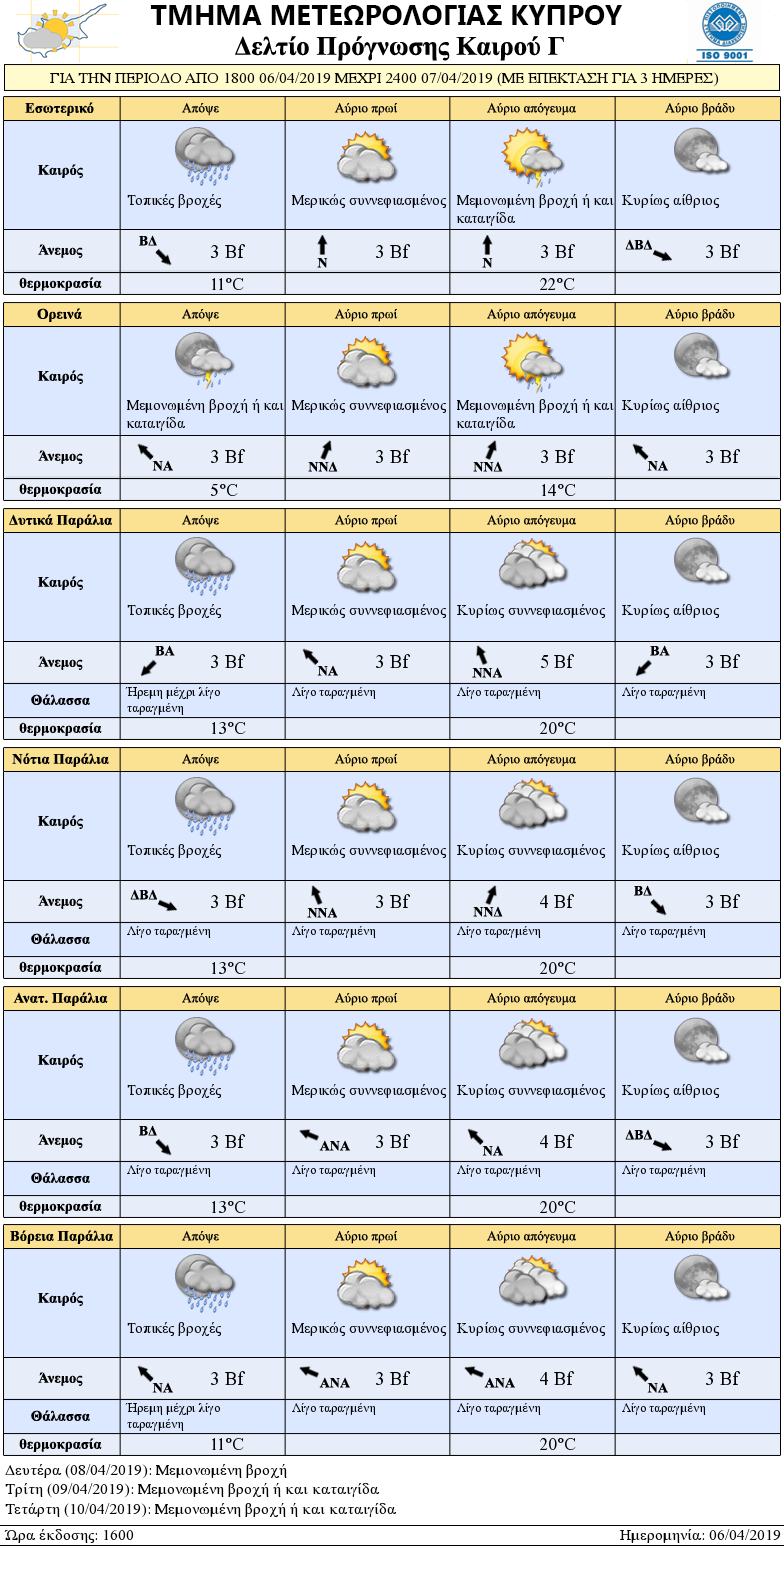 ΤΜΗΜΑ ΜΕΤΕΩΡΟΛΟΓΙΑΣ ΚΥΠΡΟΥ
Δελτίο Πρόγνωσης Καιρού Γ
ISO 9001
ΓΙΑ ΤΗΝ ΠΕΡΙΟΔΟ ΑΠΟ 1800 06/04/2019 ΜΕΧΡΙ 2400 07/04/2019 (ΜΕ ΕΠΕΚΤΑΣΗ ΓΙΑ 3 ΗΜΕΡΕΣ)
Εσωτερικό Απόψε Αύριο πρωί Αύριο απόγευμα Αύριο βράδυ
Καιρός Τοπικές βροχές Μερικώς συννεφιασμένος Μεμονωμένη βροχή ή και Κυρίως αίθριος
καταιγίδα
Άνεμος ΒΔ 3 Bf Ν 3 Bf Ν 3 Bf ΔΒΔ 3 Bf
θερμοκρασία 11°C 22°C
Ορεινά Απόψε Αύριο πρωί Αύριο απόγευμα Αύριο βράδυ
Καιρός Μεμονωμένη βροχή ή και Μερικώς συννεφιασμένος Μεμονωμένη βροχή ή και Κυρίως αίθριος
καταιγίδα καταιγίδα
Άνεμος ΝΑ 3 Bf ΝΝΔ 3 Bf ΝΝΔ 3 Bf ΝΑ 3 Bf
θερμοκρασία 5°C 14°C
Δυτικά Παράλια Απόψε Αύριο πρωί Αύριο απόγευμα Αύριο βράδυ
Καιρός Τοπικές βροχές Μερικώς συννεφιασμένος Κυρίως συννεφιασμένος Κυρίως αίθριος
Άνεμος ΒΑ 3 Bf ΝΑ 3 Bf ΝΝΑ 5 Bf ΒΑ 3 Bf
Θάλασσα Ήρεμη μέχρι λίγο Λίγο ταραγμένη Λίγο ταραγμένη Λίγο ταραγμένη
ταραγμένη
θερμοκρασία 13°C 20°C
Νότια Παράλια Απόψε Αύριο πρωί Αύριο απόγευμα Αύριο βράδυ
Καιρός Τοπικές βροχές Μερικώς συννεφιασμένος Κυρίως συννεφιασμένος Κυρίως αίθριος
Άνεμος ΔΒΔ 3 Bf ΝΝΑ 3 Bf ΝΝΔ 4 Bf ΒΔ 3 Bf
Θάλασσα Λίγο ταραγμένη Λίγο ταραγμένη Λίγο ταραγμένη Λίγο ταραγμένη
θερμοκρασία 13°C 20°C
Ανατ. Παράλια Απόψε Αύριο πρωί Αύριο απόγευμα Αύριο βράδυ
Καιρός Τοπικές βροχές Μερικώς συννεφιασμένος Κυρίως συννεφιασμένος Κυρίως αίθριος
Άνεμος ΒΔ 3 Bf ΑΝΑ 3 Bf ΝΑ 4 Bf ΔΒΔ 3 Bf
Θάλασσα Λίγο ταραγμένη Λίγο ταραγμένη Λίγο ταραγμένη Λίγο ταραγμένη
θερμοκρασία 13°C 20°C
Βόρεια Παράλια Απόψε Αύριο πρωί Αύριο απόγευμα Αύριο βράδυ
Καιρός Τοπικές βροχές Μερικώς συννεφιασμένος Κυρίως συννεφιασμένος Κυρίως αίθριος
Άνεμος ΝΑ 3 Bf ΑΝΑ 3 Bf ΑΝΑ 4 Bf ΝΑ 3 Bf
Θάλασσα Ήρεμη μέχρι λίγο Λίγο ταραγμένη Λίγο ταραγμένη Λίγο ταραγμένη
ταραγμένη
θερμοκρασία 11°C 20°C
Δευτέρα (08/04/2019): Μεμονωμένη βροχή
Τρίτη (09/04/2019): Μεμονωμένη βροχή ή και καταιγίδα
Τετάρτη (10/04/2019): Μεμονωμένη βροχή ή και καταιγίδα
Ώρα έκδοσης: 1600 Ημερομηνία: 06/04/2019